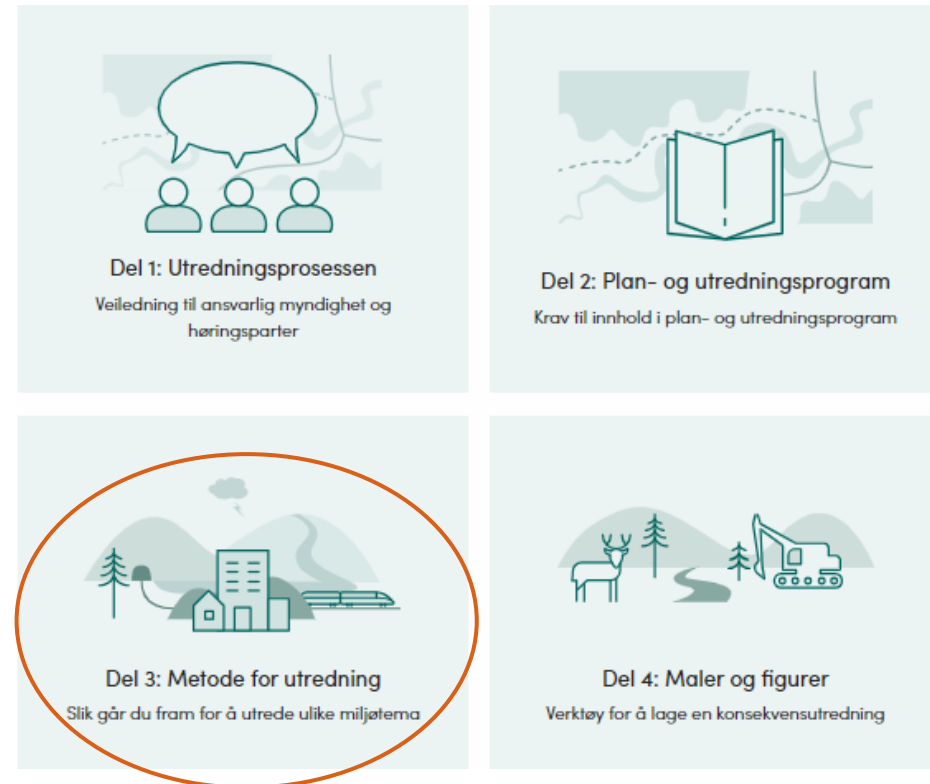 Del 1: Utredningsprosessen
Veiledning til ansvarlig myndighet og
høringsparter
Del 2: Plan- og utredningsprogram
Krav til innhold i plan- og utredningsprogram
Del 3: Metode for utredning
Slik går du fram for å utrede ulike miljøtema
Del 4: Maler og figurer
Verktøy for å lage en konsekvensutredning